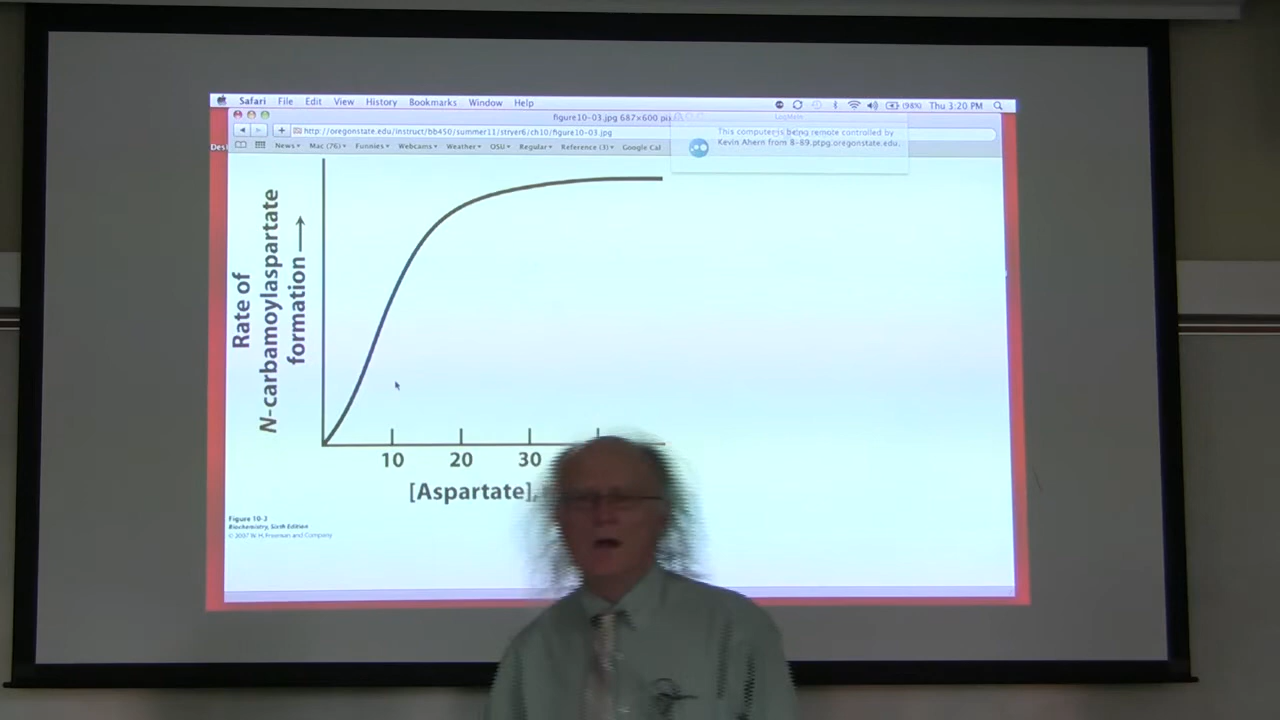 Safari File Edit View History Bookmarks Window Help (98%) Thu 3:20 PM
figure10-03.jpg 687×600 pix
LogMeIn
http://oregonstate.edu/instruct/bb450/summer11/stryer6/ch10/figure10-03.jpg
This computer is being remote controlled by
Kevin Ahern from B-89.ptpg.oregonstate.edu.
News Mac (76) Funnies Webcams Weather OSU Regular Reference (3) Google Cal
Rate of
N-carbamoylaspartate
formation
10 20 30
[Aspartate],
Figure 10-3
Biochemistry, Sixth Edition
© 2007 W. H. Freeman and Company